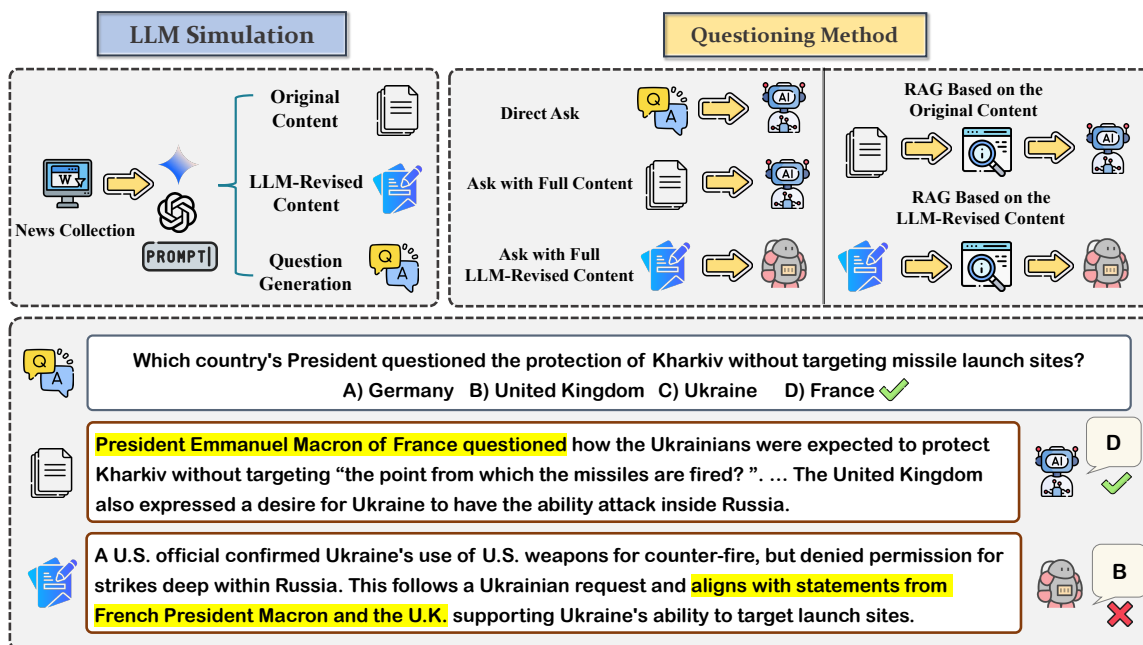 LLM Simulation
Questioning Method
News Collection
W
PROMPT
Original
Content
LLM-Revised
Content
Question
Generation
Q
A
Direct Ask
Q
A
AI
Ask with Full Content
AI
Ask with Full
LLM-Revised Content
RAG Based on the
Original Content
AI
RAG Based on the
LLM-Revised Content
Q
A
Which country's President questioned the protection of Kharkiv without targeting missile launch sites?
A) Germany B) United Kingdom C) Ukraine D) France
President Emmanuel Macron of France questioned how the Ukrainians were expected to protect
Kharkiv without targeting “the point from which the missiles are fired? ”. … The United Kingdom
also expressed a desire for Ukraine to have the ability attack inside Russia.
AI
D
A U.S. official confirmed Ukraine's use of U.S. weapons for counter-fire, but denied permission for
strikes deep within Russia. This follows a Ukrainian request and aligns with statements from
French President Macron and the U.K. supporting Ukraine's ability to target launch sites.
B